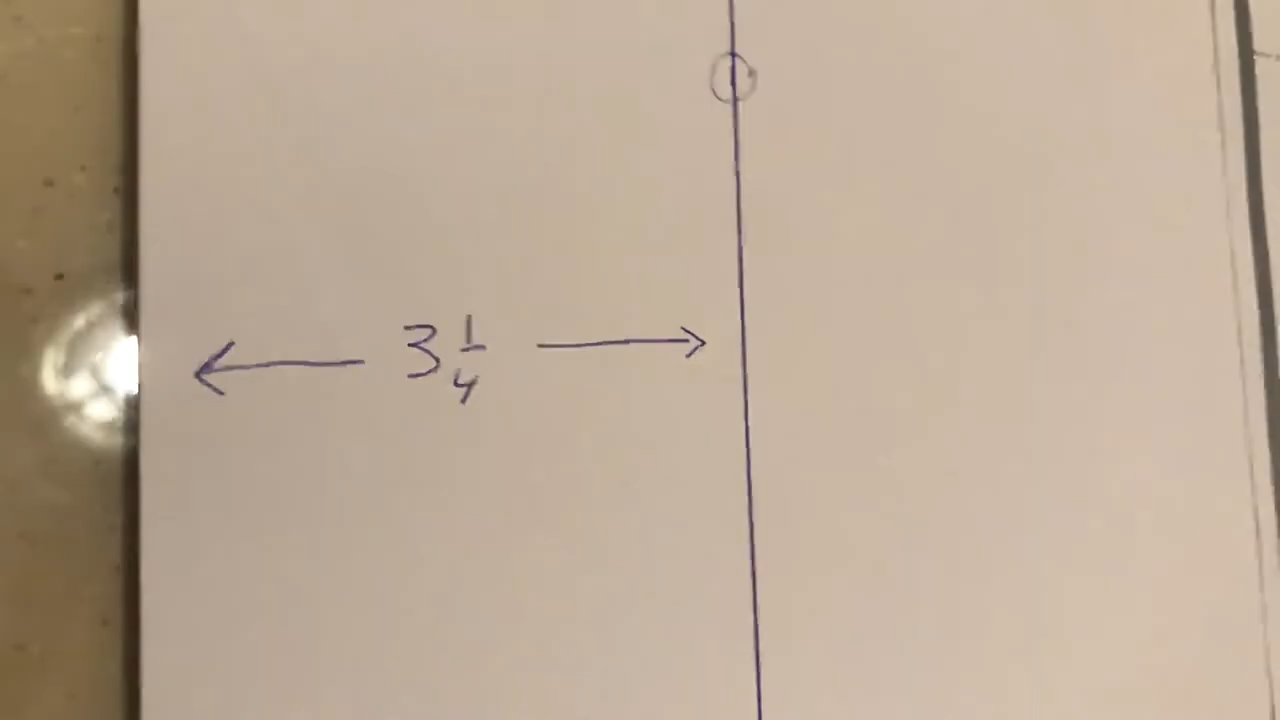 ← 3 1/4 →